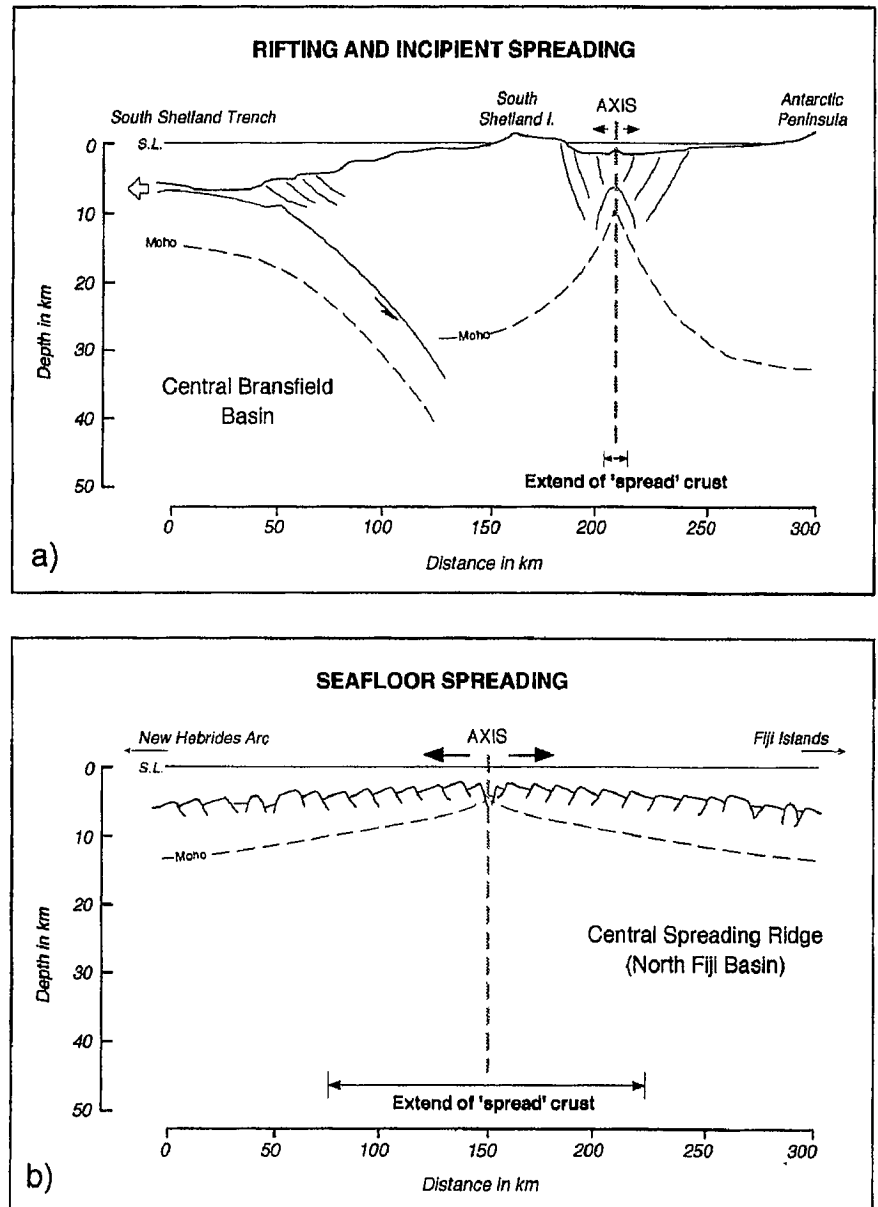 RIFTING AND INCIPIENT SPREADING
South Shetland Trench
South
Shetland I.
AXIS
Antarctic
Peninsula
S.L.
0
10
20
30
40
50
Depth in km
Moho
Moho
Central Bransfield
Basin
Extend of 'spread' crust
0 50 100 150 200 250 300
Distance in km
a)
SEAFLOOR SPREADING
New Hebrides Arc
AXIS
Fiji Islands
S.L.
0
10
20
30
40
50
Depth in km
Moho
Central Spreading Ridge
(North Fiji Basin)
Extend of 'spread' crust
0 50 100 150 200 250 300
Distance in km
b)